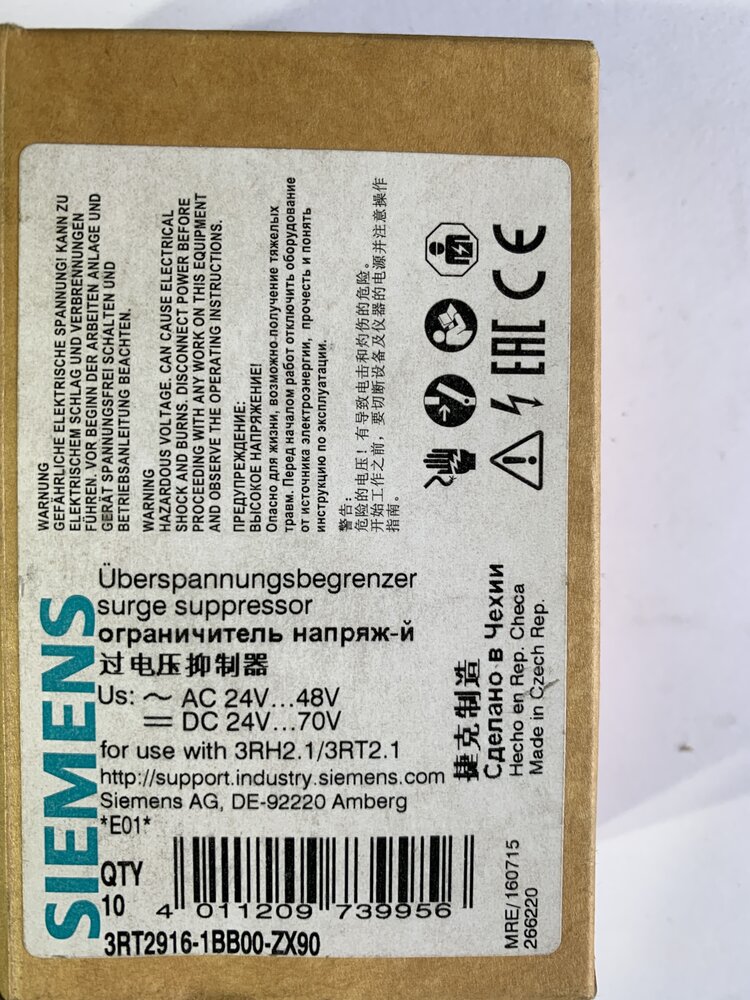 WARNUNG
GEFÄHRLICHE ELEKTRISCHE SPANNUNG! KANN ZU
ELEKTRISCHEM SCHLAG UND VERBRENNUNGEN
FÜHREN. VOR BEGINN DER ARBEITEN ANLAGE UND
GERÄT SPANNUNGSFREI SCHALTEN UND
BETRIEBSANLEITUNG BEACHTEN.
WARNING
HAZARDOUS VOLTAGE. CAN CAUSE ELECTRICAL
SHOCK AND BURNS. DISCONNECT POWER BEFORE
PROCEEDING WITH ANY WORK ON THIS EQUIPMENT
AND OBSERVE THE OPERATING INSTRUCTIONS.
ПРЕДУПРЕЖДЕНИЕ:
ВЫСОКОЕ НАПРЯЖЕНИЕ!
Опасно для жизни, возможно получение тяжелых
травм. Перед началом работ отключить оборудование
от источника электроэнергии, прочесть и понять
инструкцию по эксплуатации.
警告:
危险的电压！有导致电击和灼伤的危险。
开始工作之前，要切断设备及仪器的电源并注意操作
指南。
EAC CE
SIEMENS
Überspannungsbegrenzer
surge suppressor
ограничитель напряж-й
过电压抑制器
Us: ~ AC 24V...48V
DC 24V...70V
for use with 3RH2.1/3RT2.1
http://support.industry.siemens.com
Siemens AG, DE-92220 Amberg
*E01*
捷克制造
Сделано в Чехии
Hecho en Rep. Checa
Made in Czech Rep.
QTY
10
4 011209 739956
3RT2916-1BB00-ZX90
MRE/160715
266220